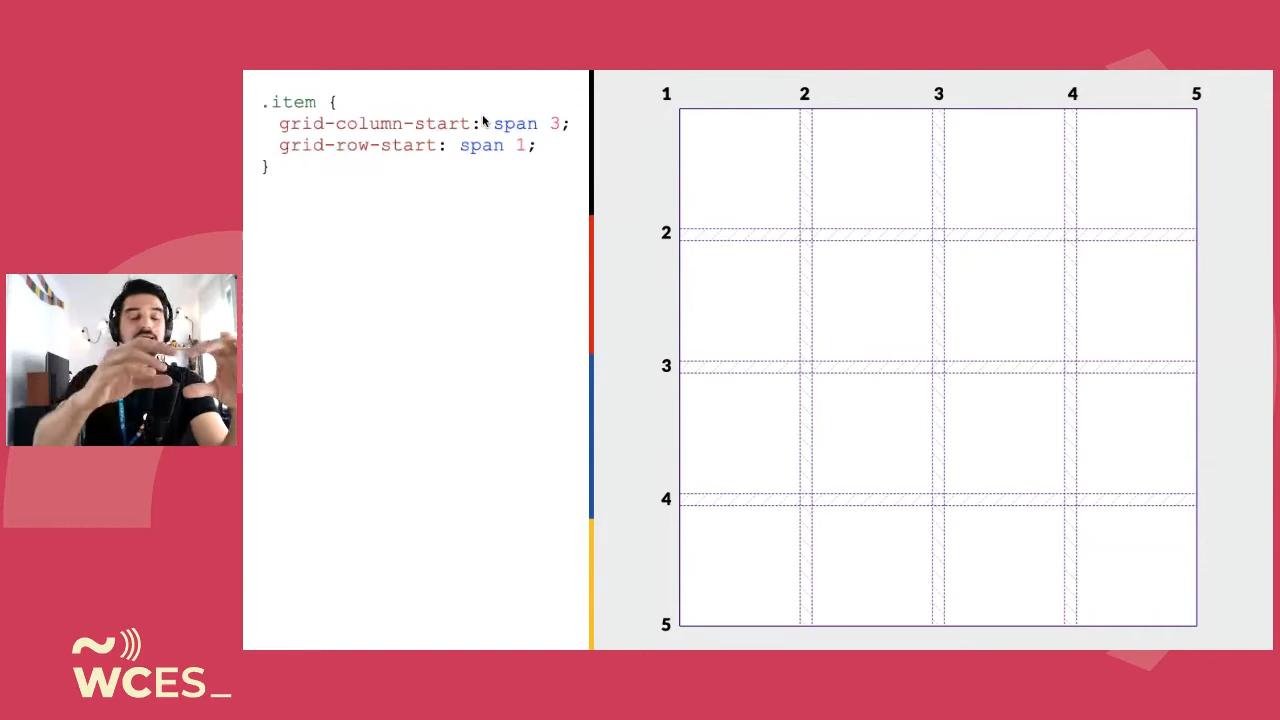 .item {
grid-column-start: span 3;
grid-row-start: span 1;
}
1 2 3 4 5
2
3
4
5
WCES_